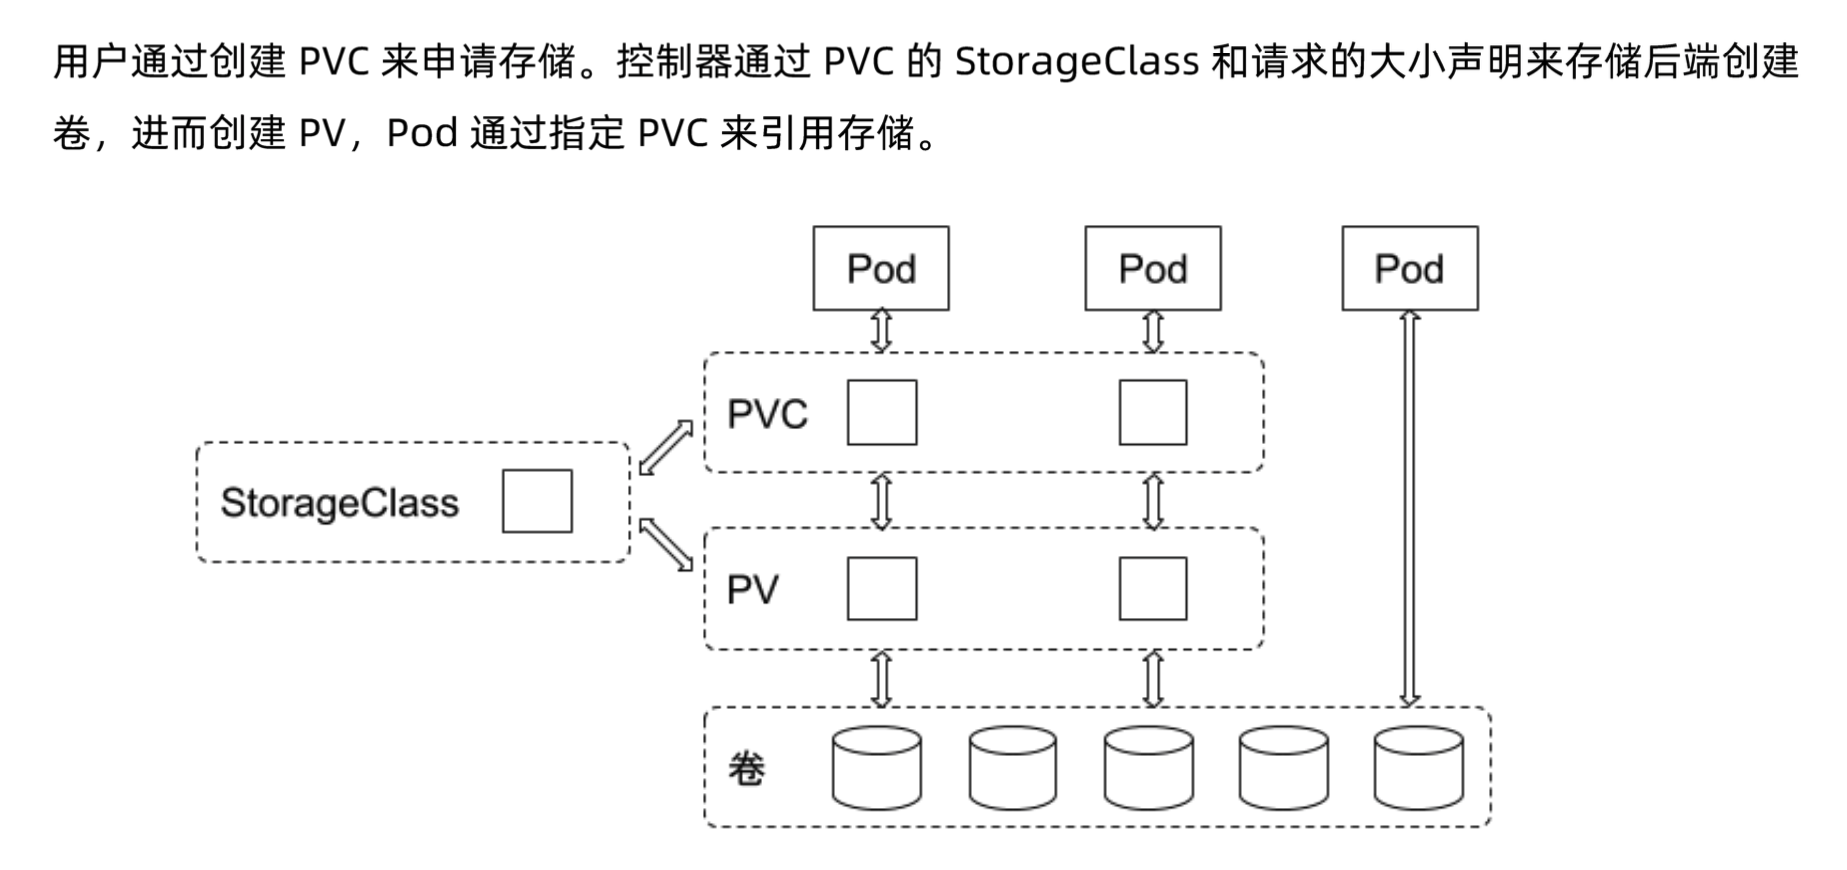 用户通过创建 PVC 来申请存储。控制器通过 PVC 的 StorageClass 和请求的大小声明来存储后端创建
卷，进而创建 PV，Pod 通过指定 PVC 来引用存储。
Pod
Pod
Pod
PVC
StorageClass
PV
卷